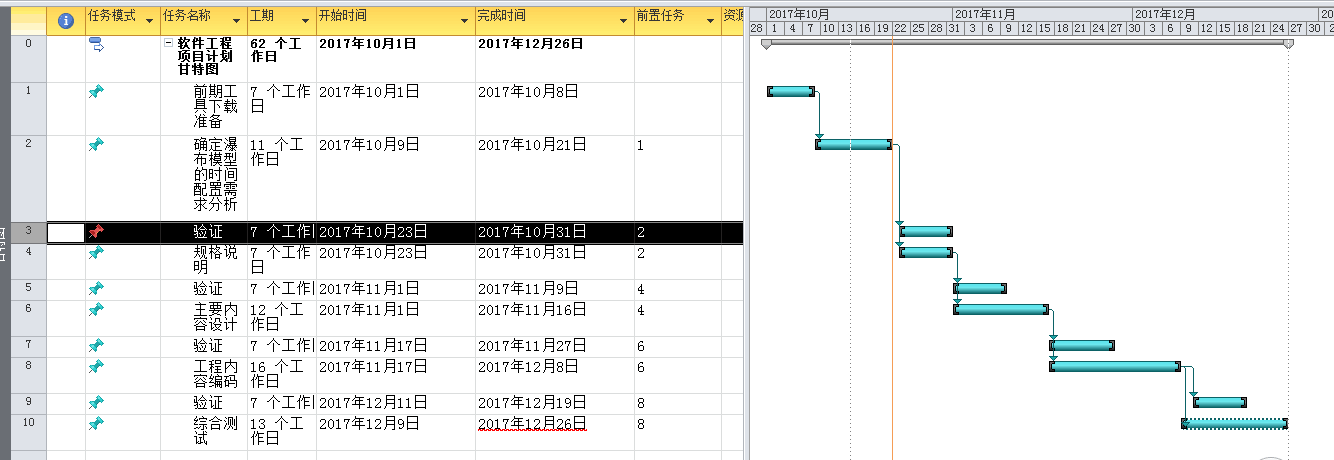 任务模式 任务名称 工期 开始时间 完成时间 前置任务 资源
2017年10月 2017年11月 2017年12月
28 1 4 7 10 13 16 19 22 25 28 31 3 6 9 12 15 18 21 24 27 30 3 6 9 12 15 18 21 24 27 30
0 软件工程 62 个工 2017年10月1日 2017年12月26日
项目计划 作日
甘特图
1 前期工 7 个工作 2017年10月1日 2017年10月8日
具下载 日
准备
2 确定瀑 11 个工 2017年10月9日 2017年10月21日 1
布模型 作日
的时间
配置需
求分析
3 验证 7 个工作 2017年10月23日 2017年10月31日 2
4 规格说 7 个工作 2017年10月23日 2017年10月31日 2
明 日
5 验证 7 个工作 2017年11月1日 2017年11月9日 4
6 主要内 12 个工 2017年11月1日 2017年11月16日 4
容设计 作日
7 验证 7 个工作 2017年11月17日 2017年11月27日 6
8 工程内 16 个工 2017年11月17日 2017年12月8日 6
容编码 作日
9 验证 7 个工作 2017年12月11日 2017年12月19日 8
10 综合测 13 个工 2017年12月9日 2017年12月26日 8
试 作日